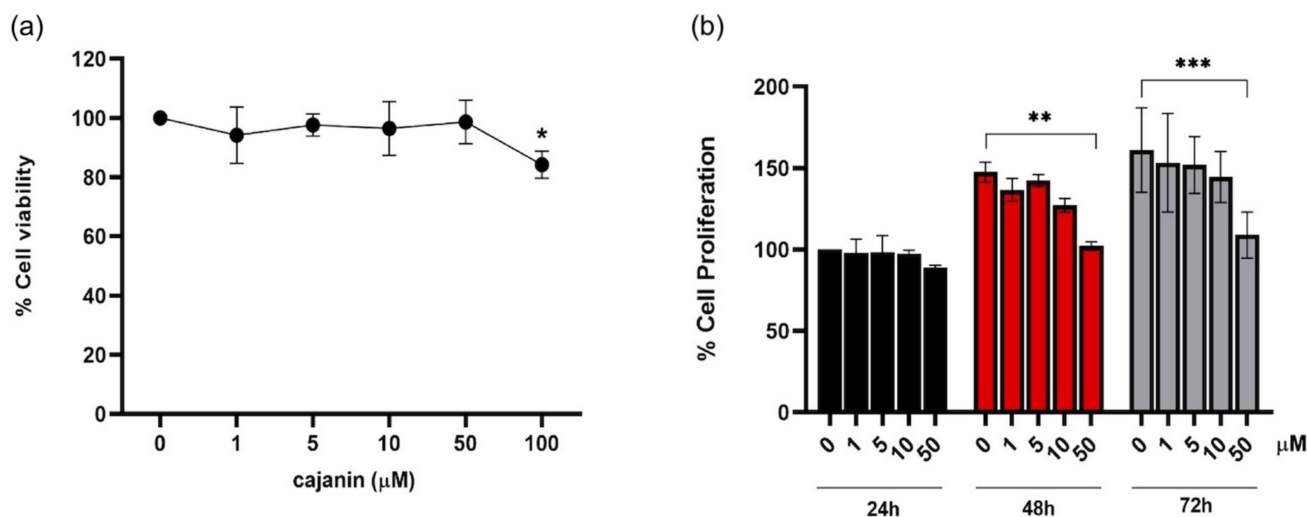 (a)
% Cell viability
120
100
80
60
40
20
0
*
0 1 5 10 50 100
cajanin (μM)
(b)
% Cell Proliferation
200
150
100
50
0
**
***
0 1 5 10 50 0 1 5 10 50 0 1 5 10 50 μM
24h 48h 72h